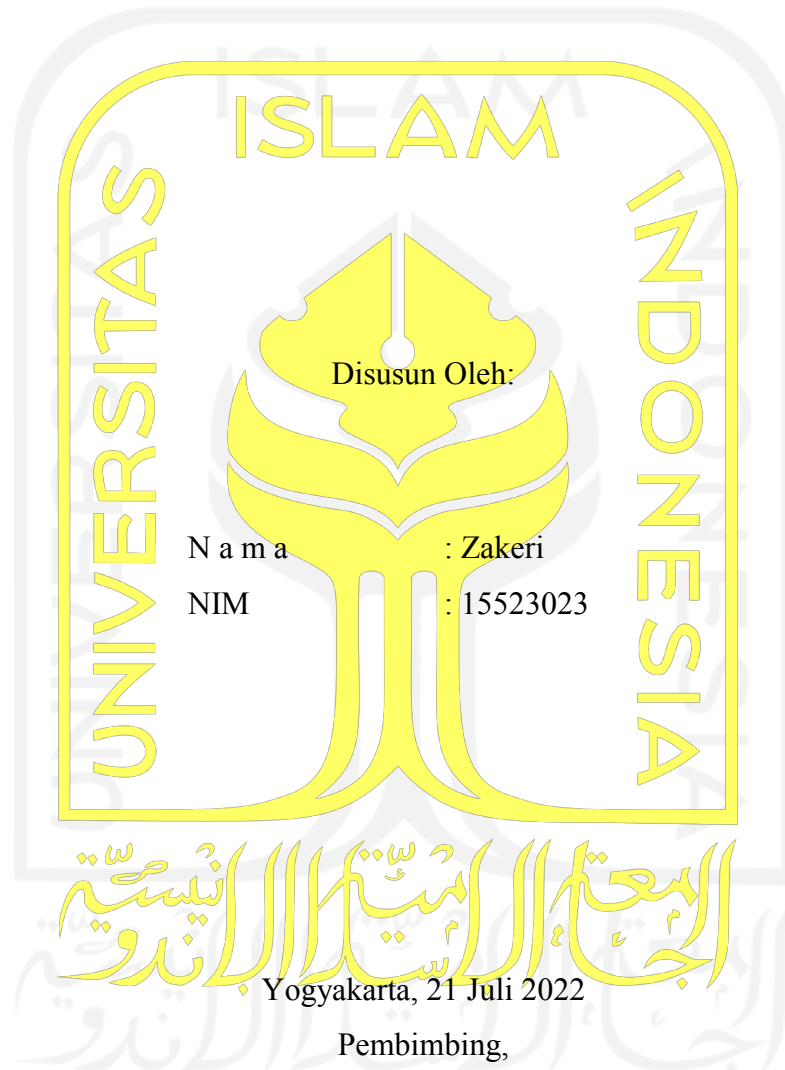 ISLAM
UNIVERSITAS
INDONESIA
Disusun Oleh:
N a m a : Zakeri
NIM : 15523023
الجامعة الإسلامية الإندونيسية
Yogyakarta, 21 Juli 2022
Pembimbing,